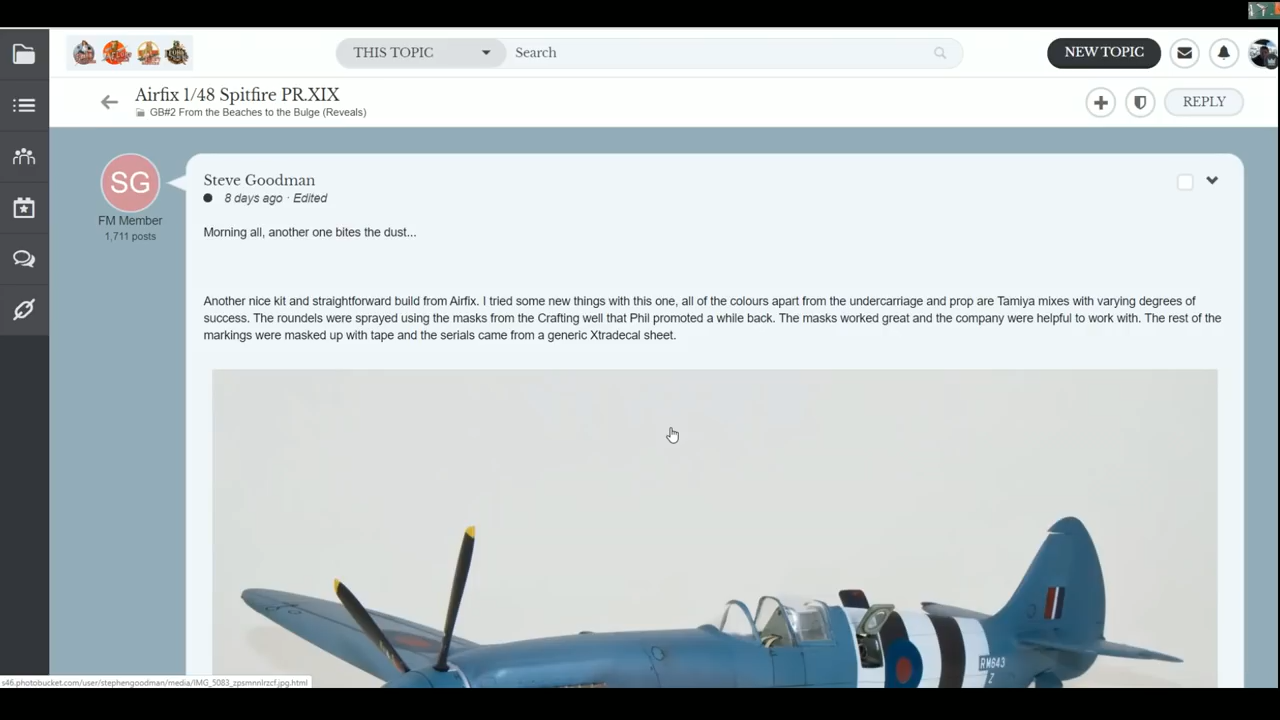 THIS TOPIC
Search
NEW TOPIC
Airfix 1/48 Spitfire PR.XIX
GB#2 From the Beaches to the Bulge (Reveals)
REPLY
SG
FM Member
1,711 posts
Steve Goodman
8 days ago · Edited
Morning all, another one bites the dust...
Another nice kit and straightforward build from Airfix. I tried some new things with this one, all of the colours apart from the undercarriage and prop are Tamiya mixes with varying degrees of
success. The roundels were sprayed using the masks from the Crafting well that Phil promoted a while back. The masks worked great and the company were helpful to work with. The rest of the
markings were masked up with tape and the serials came from a generic Xtradecal sheet.
RM643
Z
s46.photobucket.com/user/stephengoodman/media/IMG_5083_zpsmnnlrzcf.jpg.html